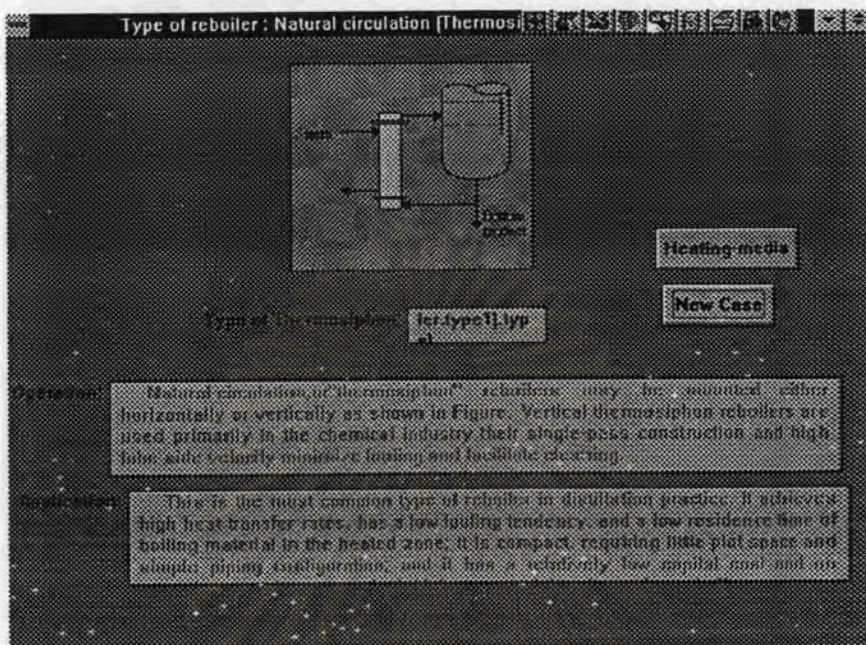 Type of reboiler : Natural circulation (Thermosi
Bottom
product
Heating media
New Case
Type of Thermosiphon
ler.type1).typ
e)
Operation: Natural circulation, or "thermosiphon" reboilers may be mounted either
horizontally or vertically as shown in Figure. Vertical thermosiphon reboilers are
used primarily in the chemical industry their single-pass construction and high
tube side velocity minimize fouling and facilitate cleaning.
Application: This is the most common type of reboiler in distillation practice. It achieves
high heat transfer rates, has a low fouling tendency, and a low residence time of
boiling material in the heated zone; it is compact, requiring little plot space and
simple piping configuration; and it has a relatively low capital cost and no